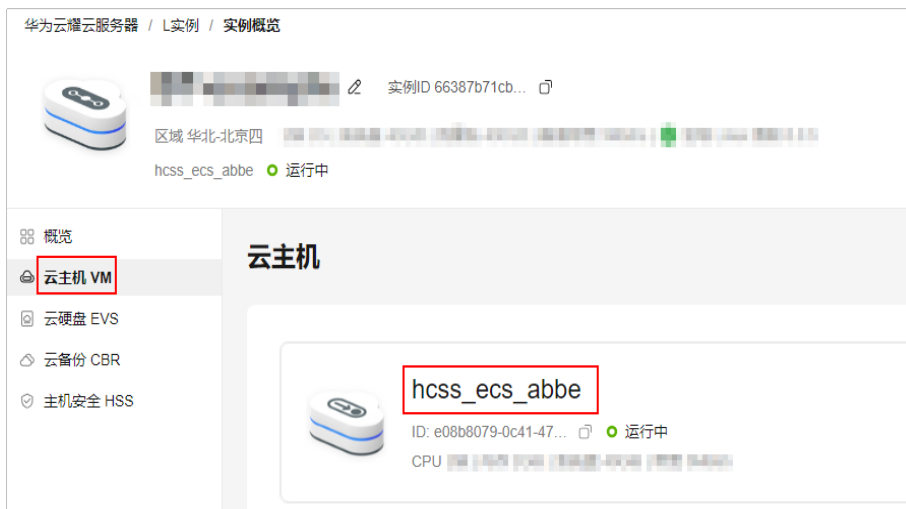 华为云耀云服务器 / L实例 / 实例概览
实例ID 66387b71cb...
区域 华北-北京四
hcss_ecs_abbe 运行中
概览
云主机 VM
云硬盘 EVS
云备份 CBR
主机安全 HSS
云主机
hcss_ecs_abbe
ID: e08b8079-0c41-47... 运行中
CPU